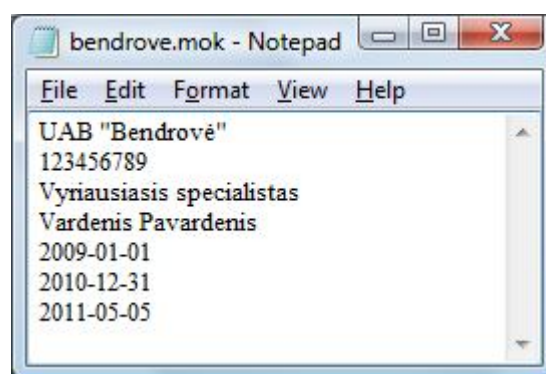 bendrove.mok - Notepad
File Edit Format View Help
UAB "Bendrovė"
123456789
Vyriausiasis specialistas
Vardenis Pavardenis
2009-01-01
2010-12-31
2011-05-05